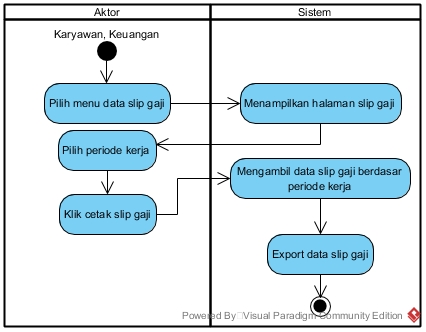 Aktor
Sistem
Karyawan, Keuangan
Pilih menu data slip gaji
Menampilkan halaman slip gaji
Pilih periode kerja
Mengambil data slip gaji berdasar
periode kerja
Klik cetak slip gaji
Export data slip gaji
Powered By Visual Paradigm Community Edition